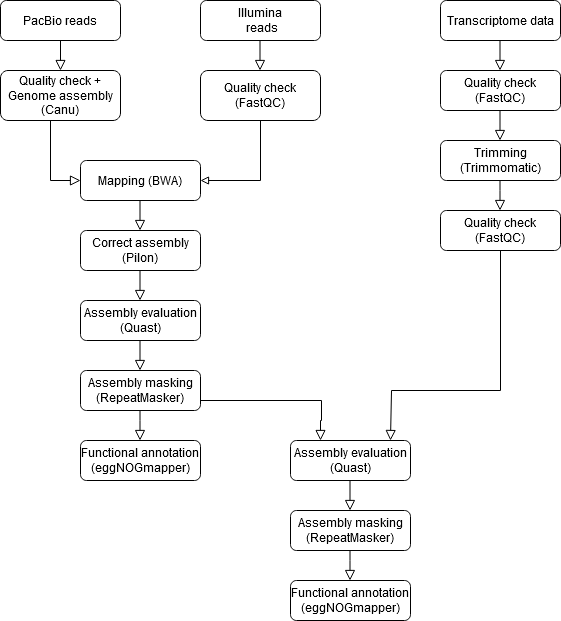 PacBio reads
Illumina
reads
Transcriptome data
Quality check +
Genome assembly
(Canu)
Quality check
(FastQC)
Quality check
(FastQC)
Trimming
(Trimmomatic)
Mapping (BWA)
Quality check
(FastQC)
Correct assembly
(Pilon)
Assembly evaluation
(Quast)
Assembly masking
(RepeatMasker)
Functional annotation
(eggNOGmapper)
Assembly evaluation
(Quast)
Assembly masking
(RepeatMasker)
Functional annotation
(eggNOGmapper)